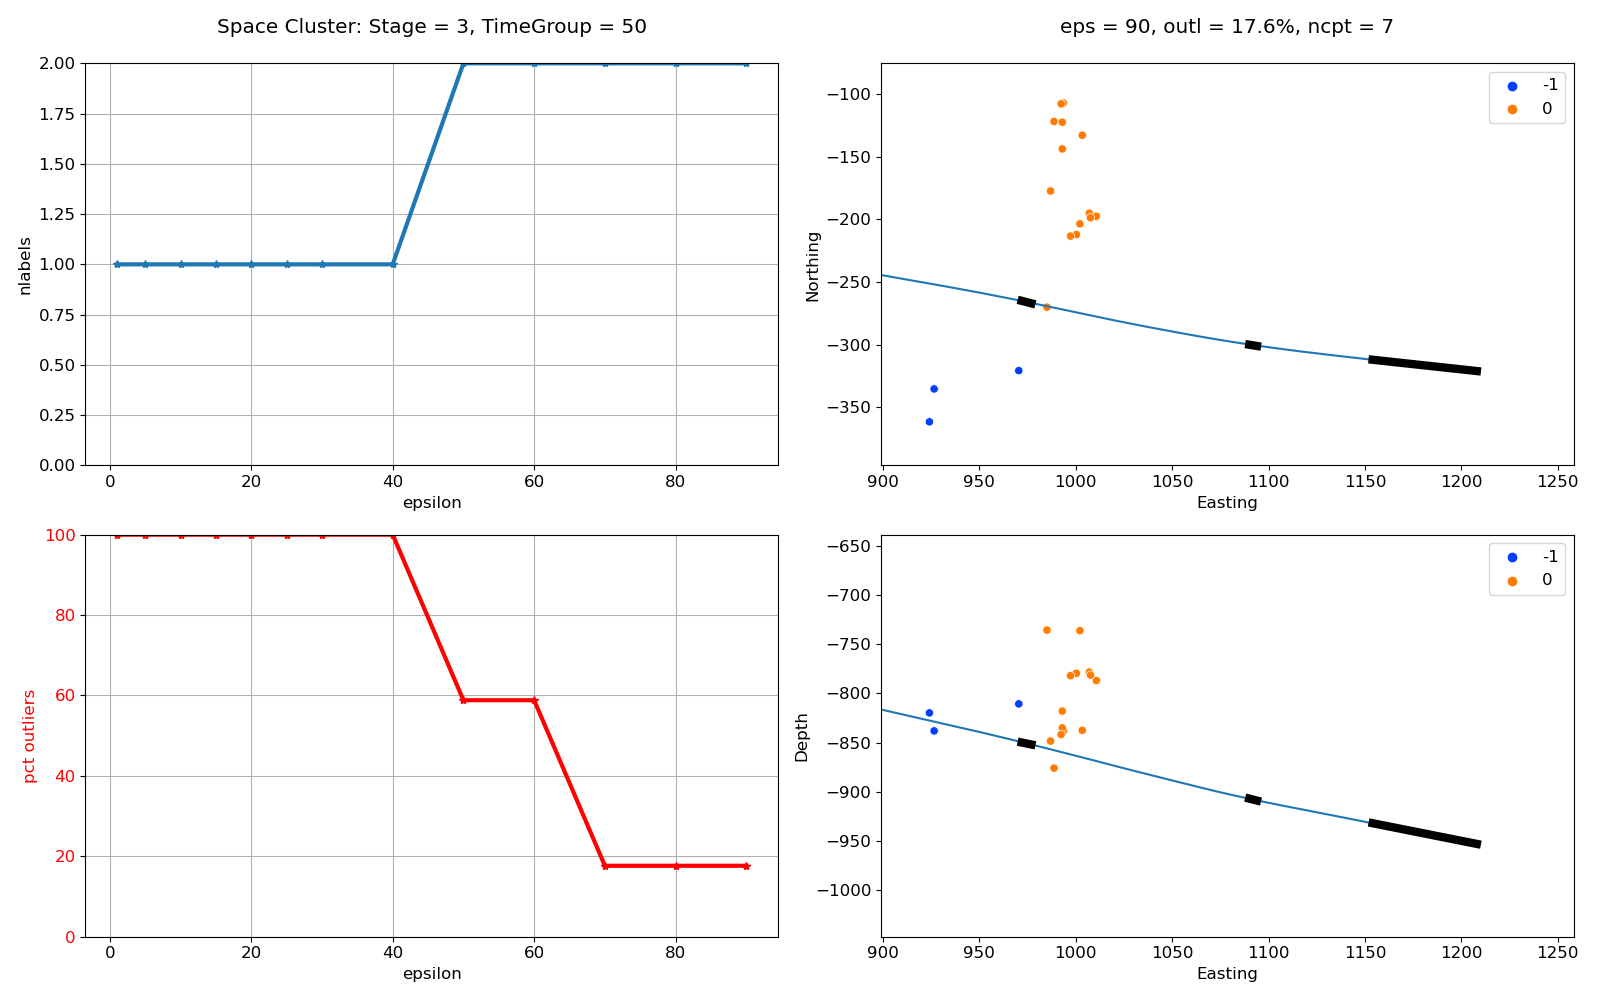 Space Cluster: Stage = 3, TimeGroup = 50
2.00
1.75
1.50
1.25
1.00
0.75
0.50
0.25
0.00
nlabels
0 20 40 60 80
epsilon
eps = 90, outl = 17.6%, ncpt = 7
-1
0
−100
−150
−200
−250
−300
−350
Northing
900 950 1000 1050 1100 1150 1200 1250
Easting
100
80
60
40
20
0
pct outliers
0 20 40 60 80
epsilon
-1
0
−650
−700
−750
−800
−850
−900
−950
−1000
Depth
900 950 1000 1050 1100 1150 1200 1250
Easting